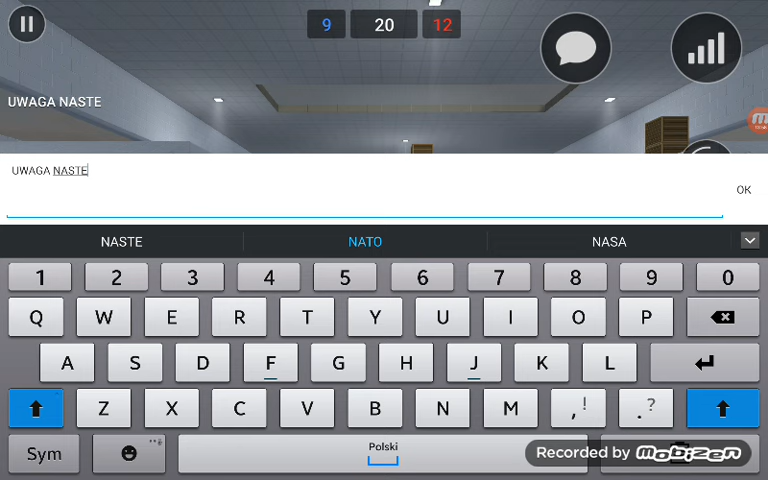 9 20 12
UWAGA NASTE
UWAGA NASTE
OK
NASTE NATO NASA
1 2 3 4 5 6 7 8 9 0
Q W E R T Y U I O P
A S D F G H J K L
Z X C V B N M ,! .?
Sym Polski
Recorded by mobizen